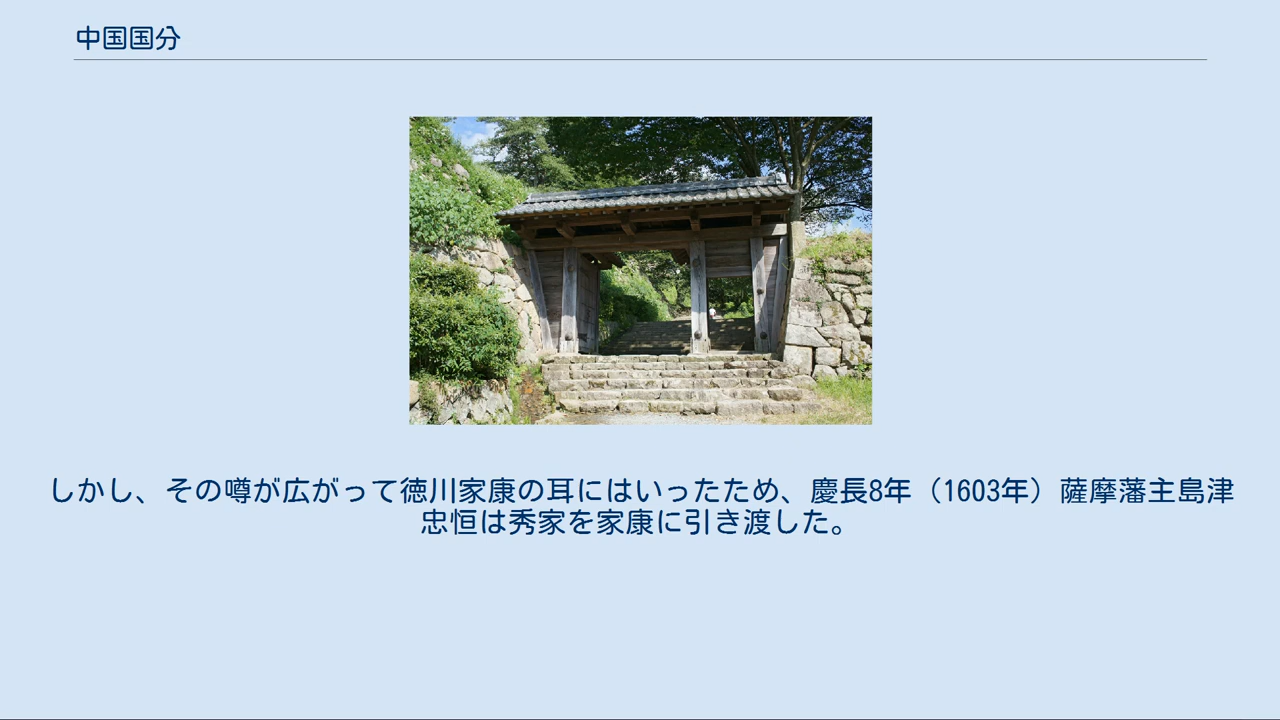 中国国分
しかし、その噂が広がって徳川家康の耳にはいったため、慶長8年（1603年）薩摩藩主島津
忠恒は秀家を家康に引き渡した。